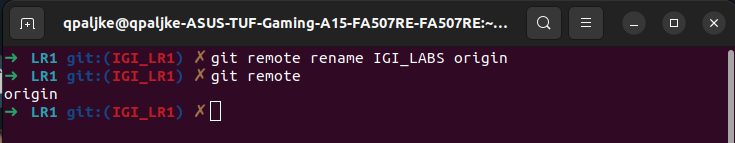 qpaljke@qpaljke-ASUS-TUF-Gaming-A15-FA507RE-FA507RE:~…
➜ LR1 git:(IGI_LR1) ✗ git remote rename IGI_LABS origin
➜ LR1 git:(IGI_LR1) ✗ git remote
origin
➜ LR1 git:(IGI_LR1) ✗